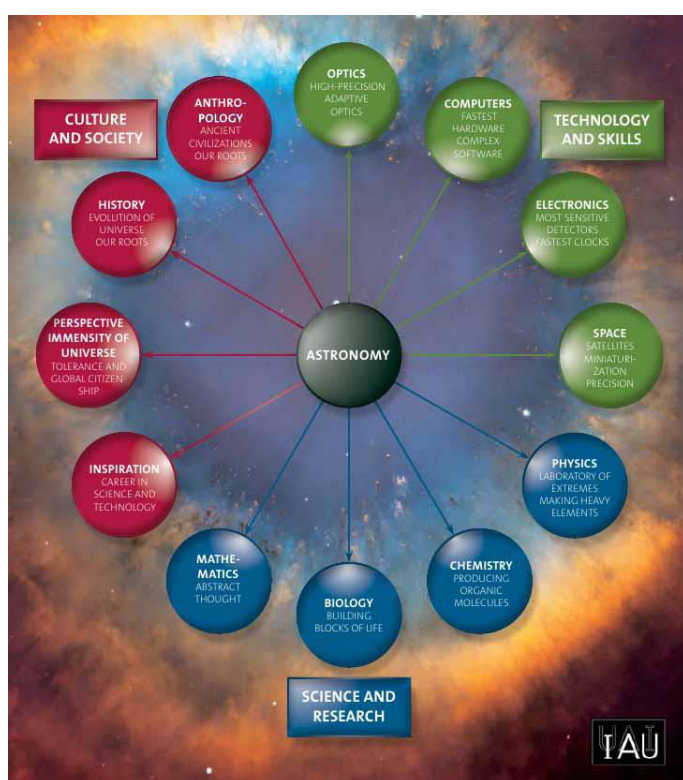 CULTURE
AND SOCIETY
ANTHRO-
POLOGY
ANCIENT
CIVILIZATIONS
OUR ROOTS
HISTORY
EVOLUTION OF
UNIVERSE
OUR ROOTS
PERSPECTIVE
IMMENSITY OF
UNIVERSE
TOLERANCE AND
GLOBAL CITIZEN-
SHIP
INSPIRATION
CAREER IN
SCIENCE AND
TECHNOLOGY
OPTICS
HIGH-PRECISION
ADAPTIVE
OPTICS
COMPUTERS
FASTEST
HARDWARE
COMPLEX
SOFTWARE
TECHNOLOGY
AND SKILLS
ELECTRONICS
MOST SENSITIVE
DETECTORS
FASTEST CLOCKS
SPACE
SATELLITES
MINIATURI-
ZATION
PRECISION
ASTRONOMY
PHYSICS
LABORATORY OF
EXTREMES
MAKING HEAVY
ELEMENTS
CHEMISTRY
PRODUCING
ORGANIC
MOLECULES
BIOLOGY
BUILDING
BLOCKS OF LIFE
MATHE-
MATICS
ABSTRACT
THOUGHT
SCIENCE AND
RESEARCH
IAU